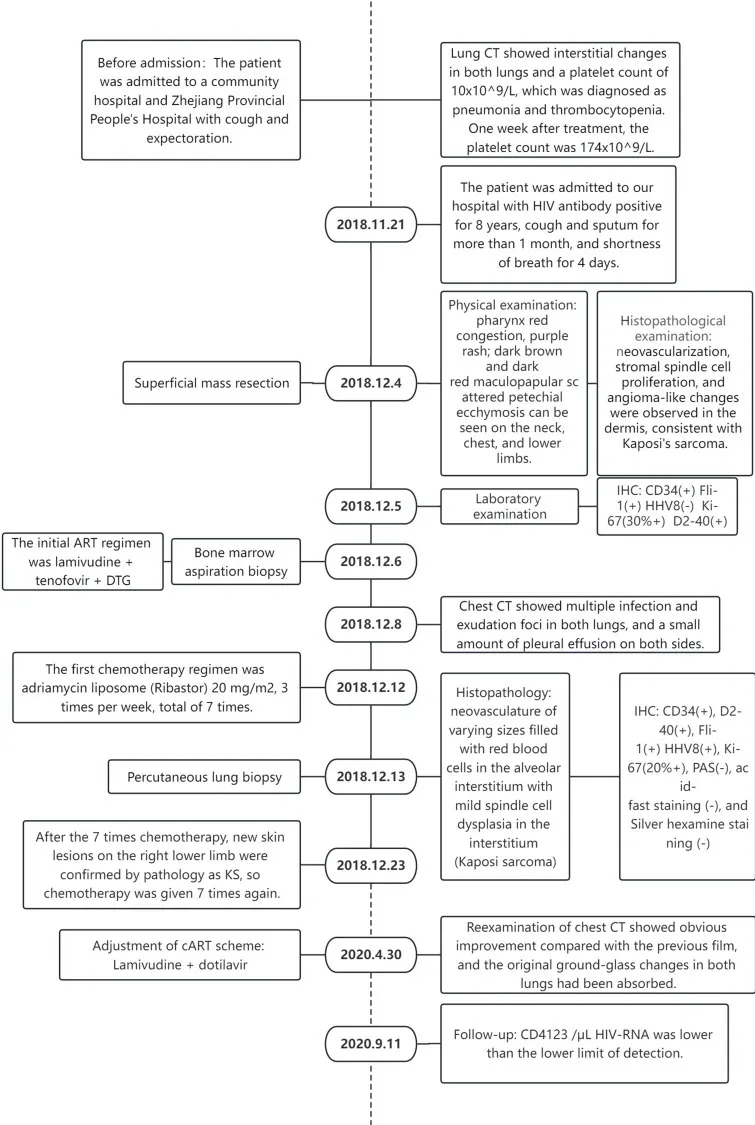 Before admission: The patient
was admitted to a community
hospital and Zhejiang Provincial
People's Hospital with cough and
expectoration.
Lung CT showed interstitial changes
in both lungs and a platelet count of
10x10^9/L, which was diagnosed as
pneumonia and thrombocytopenia.
One week after treatment, the
platelet count was 174x10^9/L.
2018.11.21
The patient was admitted to our
hospital with HIV antibody positive
for 8 years, cough and sputum for
more than 1 month, and shortness
of breath for 4 days.
Superficial mass resection
2018.12.4
Physical examination:
pharynx red
congestion, purple
rash; dark brown
and dark
red maculopapular sc
attered petechial
ecchymosis can be
seen on the neck,
chest, and lower
limbs.
Histopathological
examination:
neovascularization,
stromal spindle cell
proliferation, and
angioma-like changes
were observed in the
dermis, consistent with
Kaposi's sarcoma.
2018.12.5
Laboratory
examination
IHC: CD34(+) Fli-
1(+) HHV8(-) Ki-
67(30%+) D2-40(+)
The initial ART regimen
was lamivudine +
tenofovir + DTG
Bone marrow
aspiration biopsy
2018.12.6
2018.12.8
Chest CT showed multiple infection and
exudation foci in both lungs, and a small
amount of pleural effusion on both sides.
The first chemotherapy regimen was
adriamycin liposome (Ribastor) 20 mg/m2, 3
times per week, total of 7 times.
2018.12.12
Percutaneous lung biopsy
2018.12.13
Histopathology:
neovasculature of
varying sizes filled
with red blood
cells in the alveolar
interstitium with
mild spindle cell
dysplasia in the
interstitium
(Kaposi sarcoma)
IHC: CD34(+), D2-
40(+), Fli-
1(+) HHV8(+), Ki-
67(20%+), PAS(-), ac
id-
fast staining (-), and
Silver hexamine stai
ning (-)
After the 7 times chemotherapy, new skin
lesions on the right lower limb were
confirmed by pathology as KS, so
chemotherapy was given 7 times again.
2018.12.23
Adjustment of cART scheme:
Lamivudine + dotilavir
2020.4.30
Reexamination of chest CT showed obvious
improvement compared with the previous film,
and the original ground-glass changes in both
lungs had been absorbed.
2020.9.11
Follow-up: CD4123 /μL HIV-RNA was lower
than the lower limit of detection.